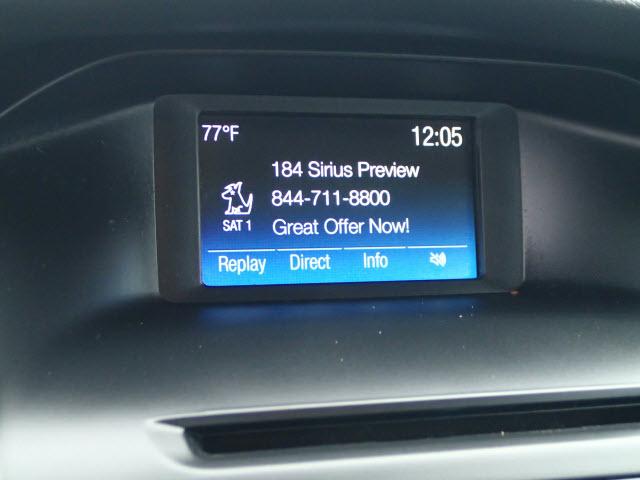 77°F 12:05
184 Sirius Preview
844-711-8800
SAT 1 Great Offer Now!
Replay Direct Info